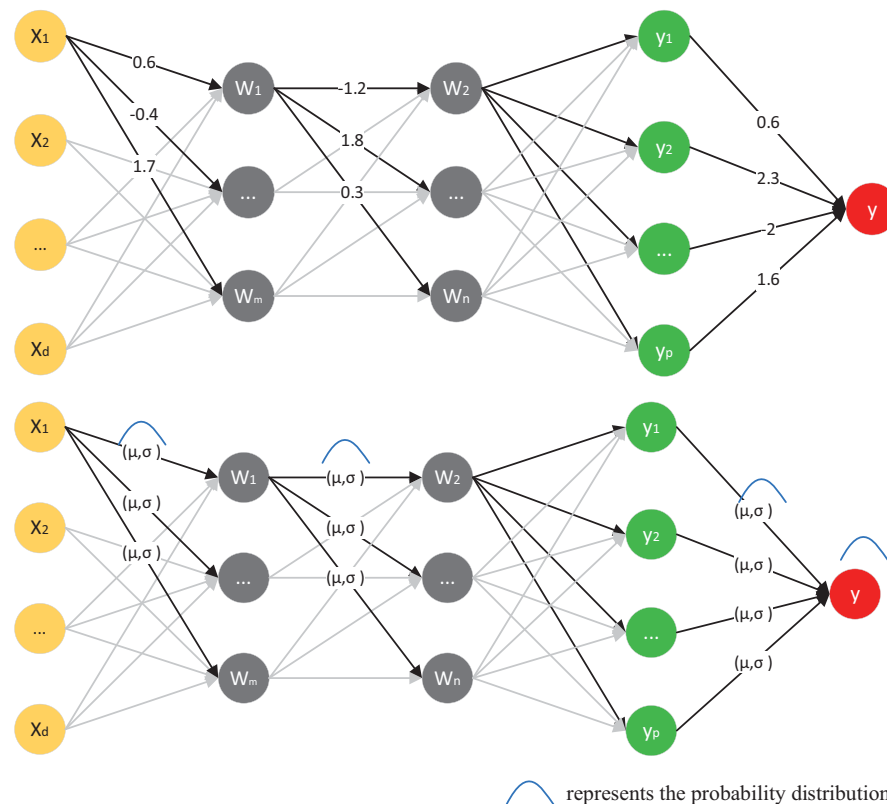 X1
0.6
W1
-1.2
W2
y1
0.6
X2
-0.4
1.7
1.8
0.3
y2
2.3
...
...
...
...
-2
y
Xd
Wm
Wn
yp
1.6
X1
(μ,σ )
W1
(μ,σ )
W2
y1
(μ,σ )
X2
(μ,σ )
(μ,σ )
(μ,σ )
(μ,σ )
y2
(μ,σ )
...
...
...
...
(μ,σ )
y
Xd
Wm
Wn
yp
(μ,σ )
represents the probability distribution